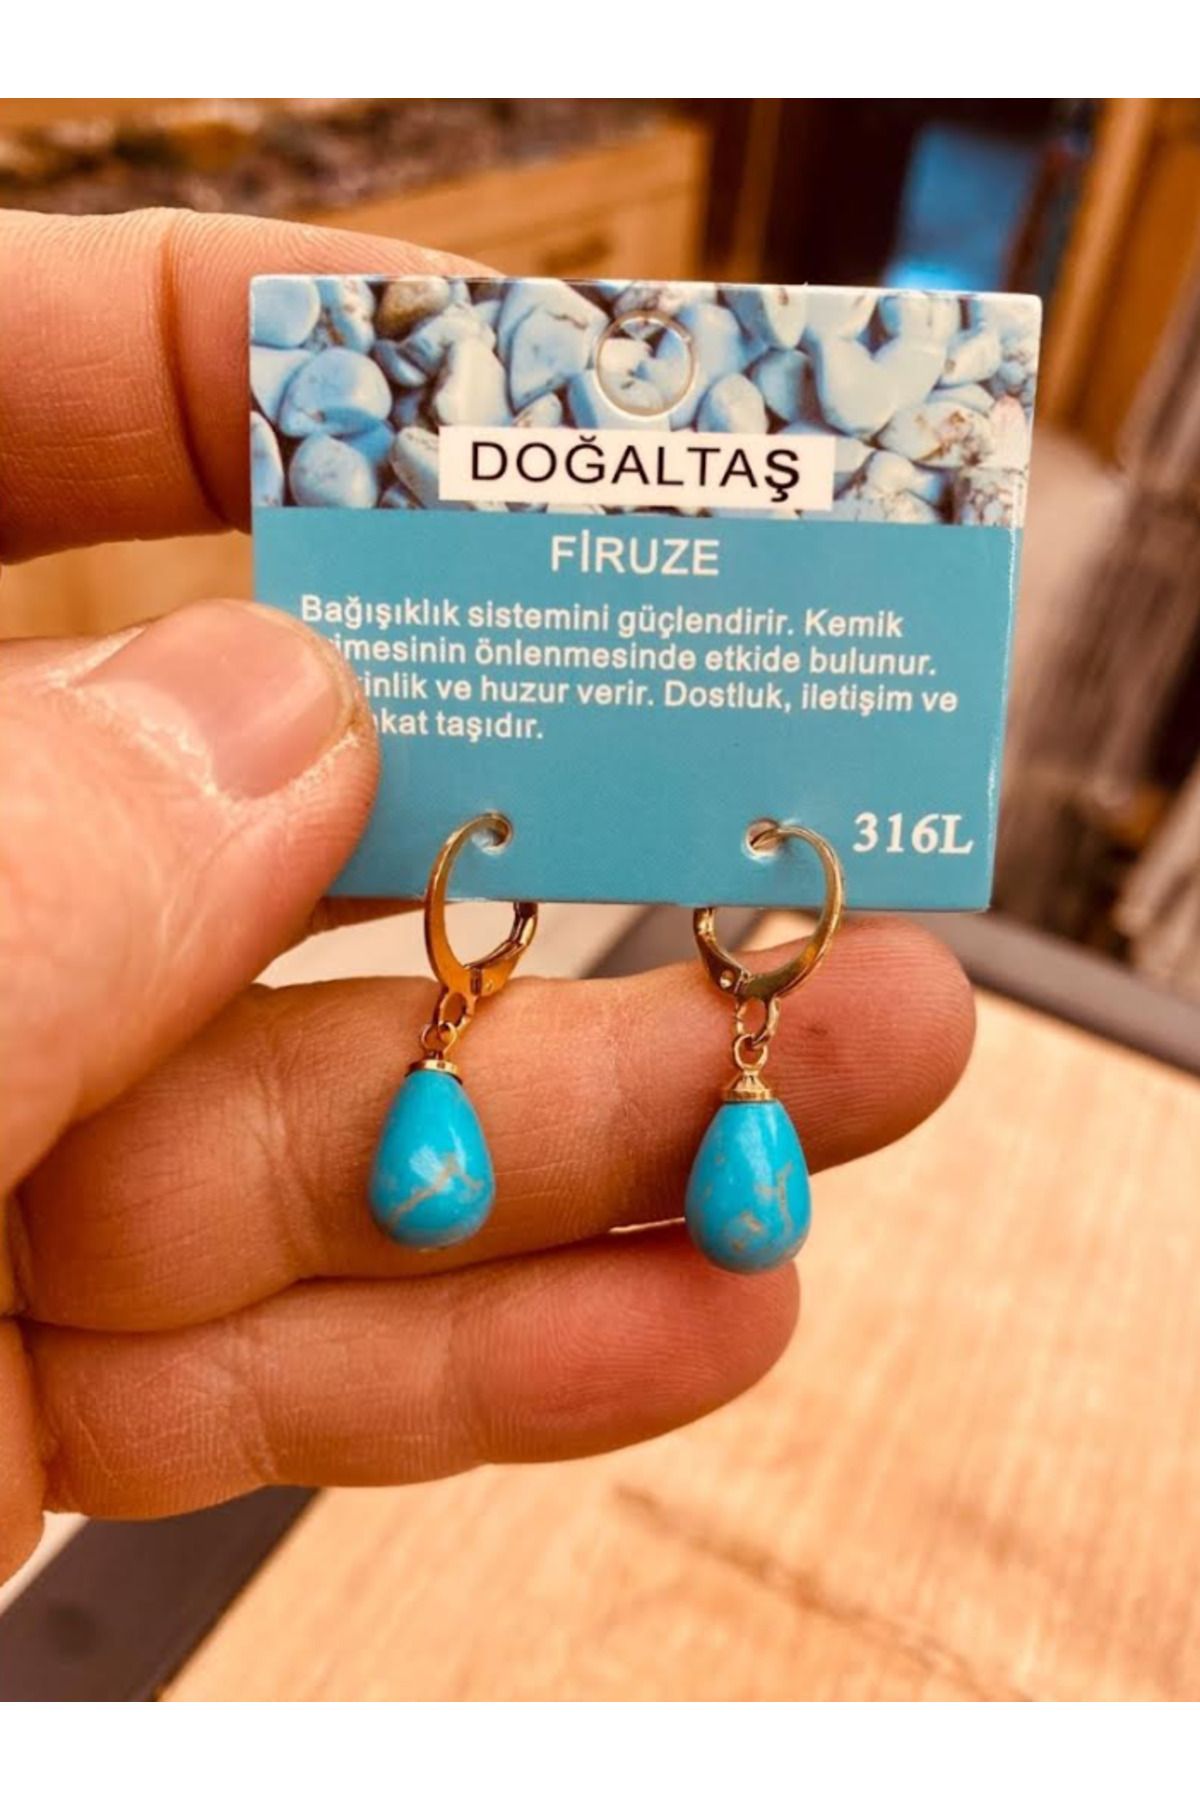 DOĞALTAŞ
FİRUZE
Bağışıklık sistemini güçlendirir. Kemik
önlenmesinde etkide bulunur.
ve huzur verir. Dostluk, iletişim ve
taşıdır.
316L